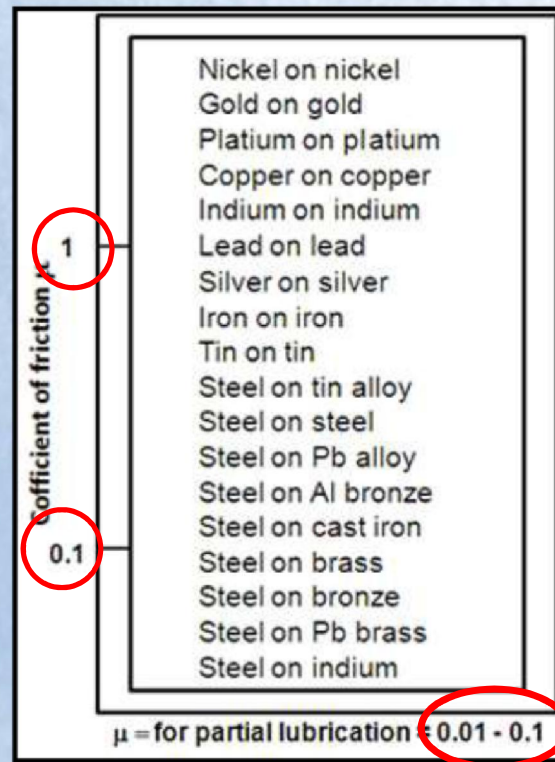 Nickel on nickel
Gold on gold
Platium on platium
Copper on copper
Indium on indium
1
Lead on lead
Silver on silver
Iron on iron
Tin on tin
Steel on tin alloy
Steel on steel
Steel on Pb alloy
Steel on Al bronze
Steel on cast iron
0.1
Steel on brass
Steel on bronze
Steel on Pb brass
Steel on indium
Cofficient of friction μ
μ = for partial lubrication = 0.01 - 0.1